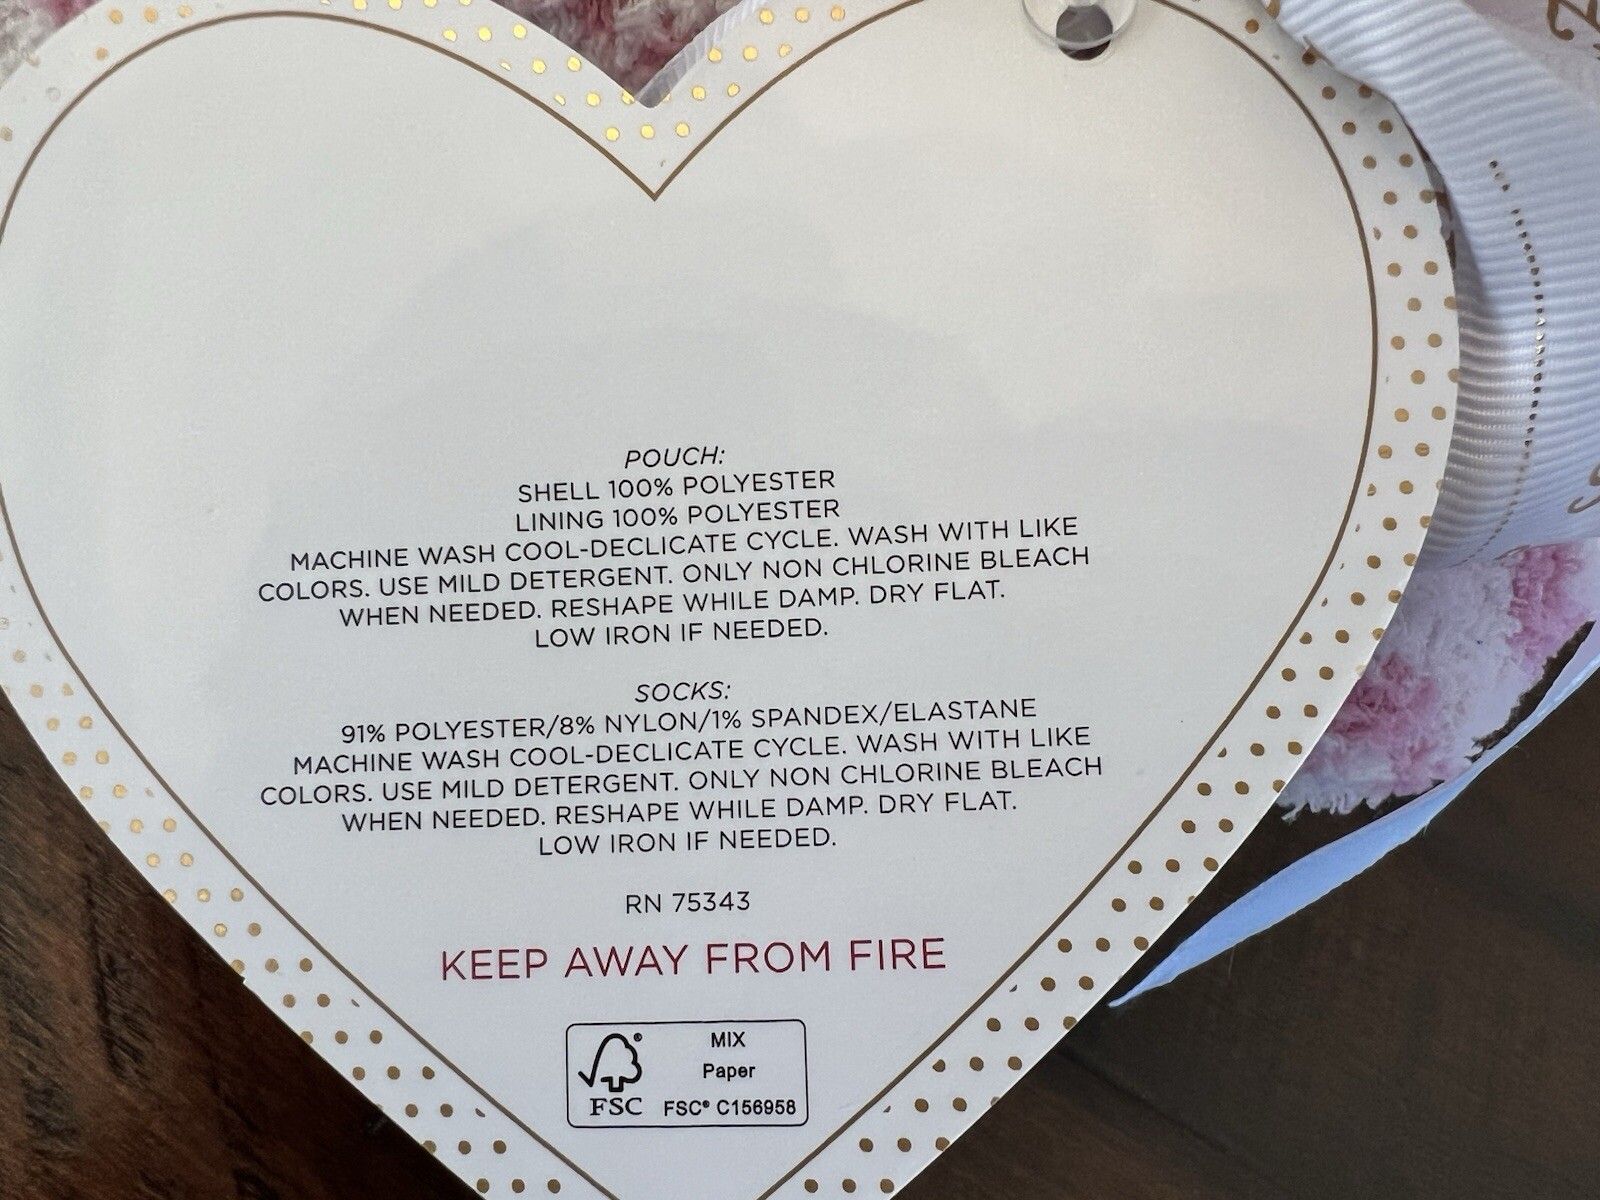 POUCH:
SHELL 100% POLYESTER
LINING 100% POLYESTER
MACHINE WASH COOL-DECLICATE CYCLE. WASH WITH LIKE
COLORS. USE MILD DETERGENT. ONLY NON CHLORINE BLEACH
WHEN NEEDED. RESHAPE WHILE DAMP. DRY FLAT.
LOW IRON IF NEEDED.
SOCKS:
91% POLYESTER/8% NYLON/1% SPANDEX/ELASTANE
MACHINE WASH COOL-DECLICATE CYCLE. WASH WITH LIKE
COLORS. USE MILD DETERGENT. ONLY NON CHLORINE BLEACH
WHEN NEEDED. RESHAPE WHILE DAMP. DRY FLAT.
LOW IRON IF NEEDED.
RN 75343
KEEP AWAY FROM FIRE
FSC
MIX
Paper
FSC® C156958